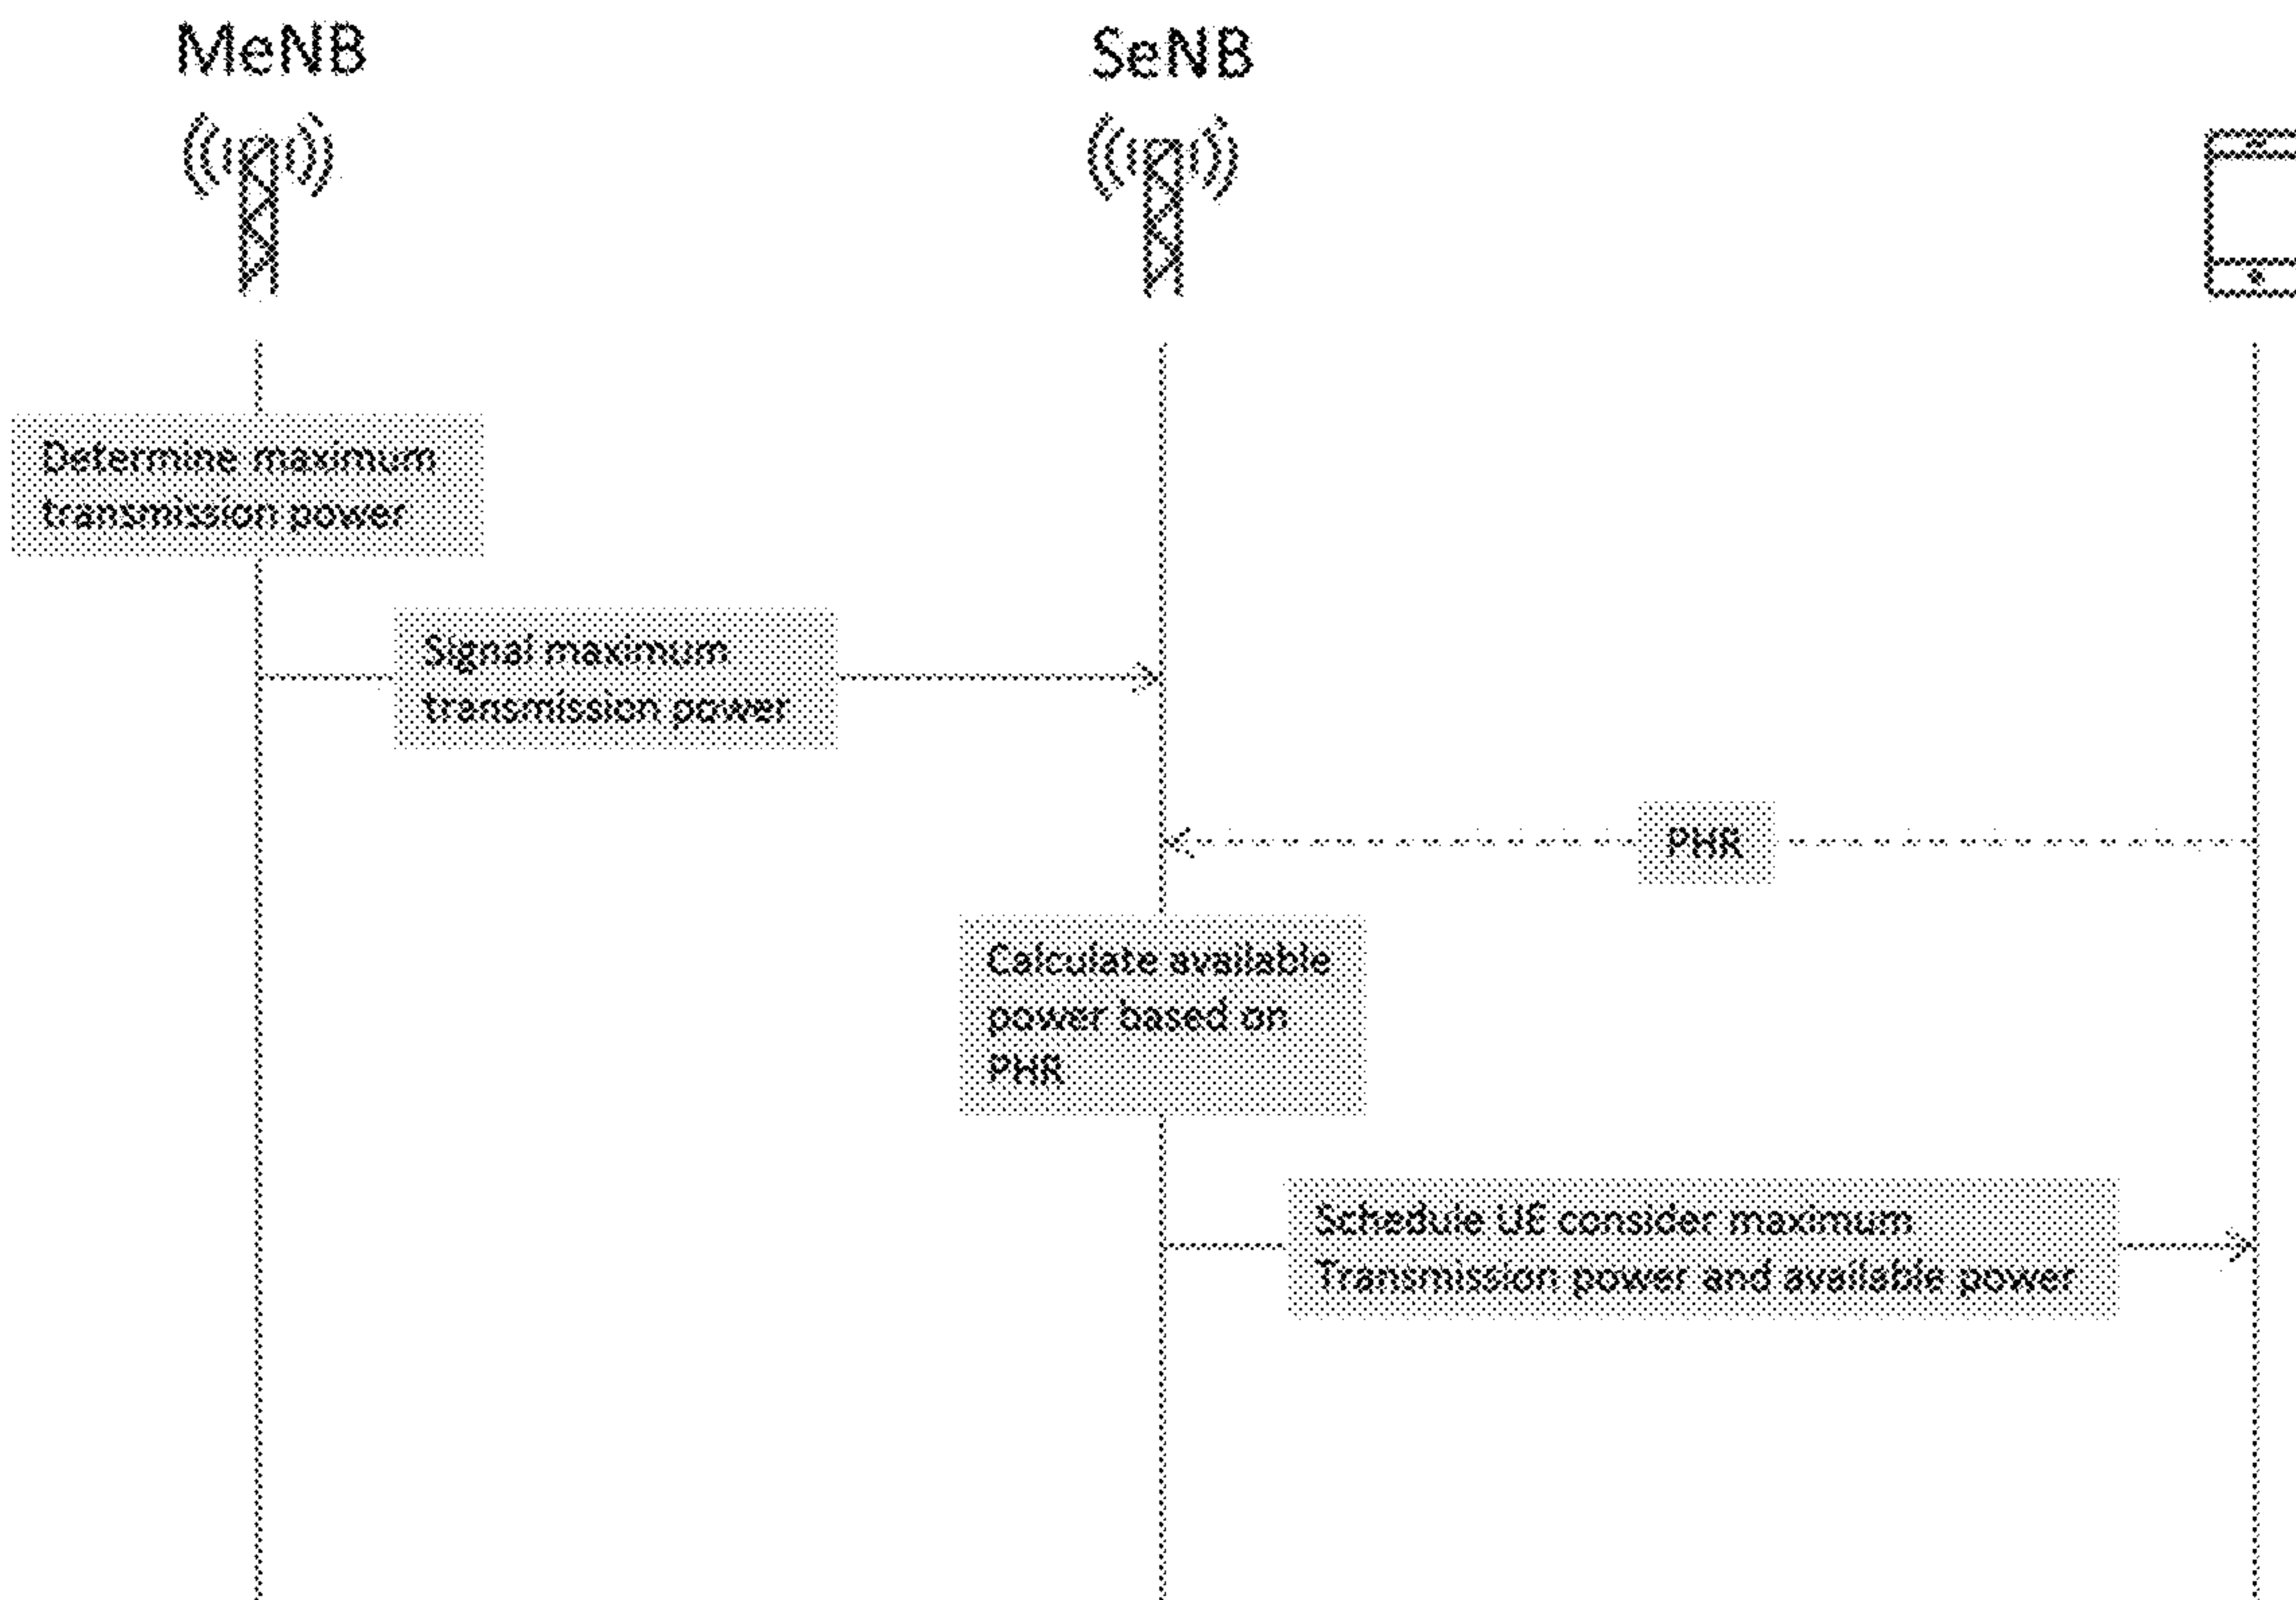 MeNB
SeNB
Determine maximum
transmission power
Signal maximum
transmission power
PHR
Calculate available
power based on
PHR
Schedule UE consider maximum
Transmission power and available power